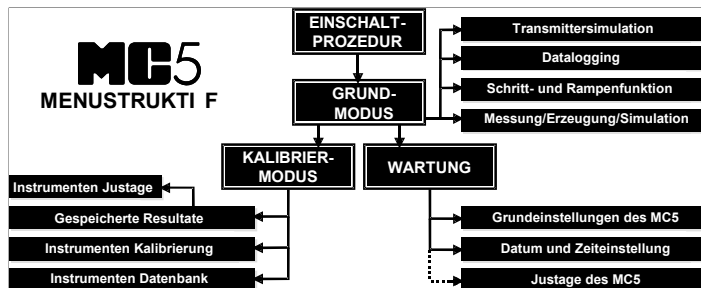 MC5
MENUSTRUKTI F
EINSCHALT-
PROZEDUR
GRUND-
MODUS
Transmittersimulation
Datalogging
Schritt- und Rampenfunktion
Messung/Erzeugung/Simulation
KALIBRIER-
MODUS
WARTUNG
Instrumenten Justage
Gespeicherte Resultate
Instrumenten Kalibrierung
Instrumenten Datenbank
Grundeinstellungen des MC5
Datum und Zeiteinstellung
Justage des MC5